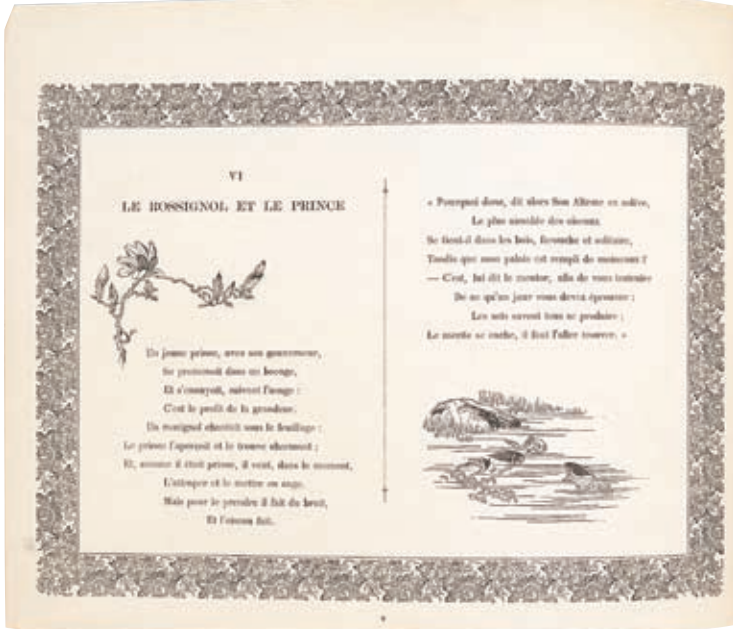 VI
LE ROSSIGNOL ET LE PRINCE
Un jeune prince, avec son gouverneur,
Se promenait dans un bocage,
Et s'ennuyait, suivant l'usage :
C'est le profit de la grandeur.
Un rossignol chantait sous le feuillage :
Le prince l'aperçoit et le trouve charmant ;
Et, comme il était prince, il veut, dans le moment,
L'attraper et le mettre en cage.
Mais pour le prendre il fait du bruit,
Et l'oiseau fuit.
« Pourquoi donc, dit alors Son Altesse en colère,
Le plus aimable des oiseaux
Se tient-il dans les bois, farouche et solitaire,
Tandis que mon palais est rempli de moineaux ?
— C'est, lui dit le mentor, afin de vous instruire
De ce qu'un jour vous devez éprouver :
Les sots savent tous se produire ;
Le mérite se cache, il faut l'aller trouver. »